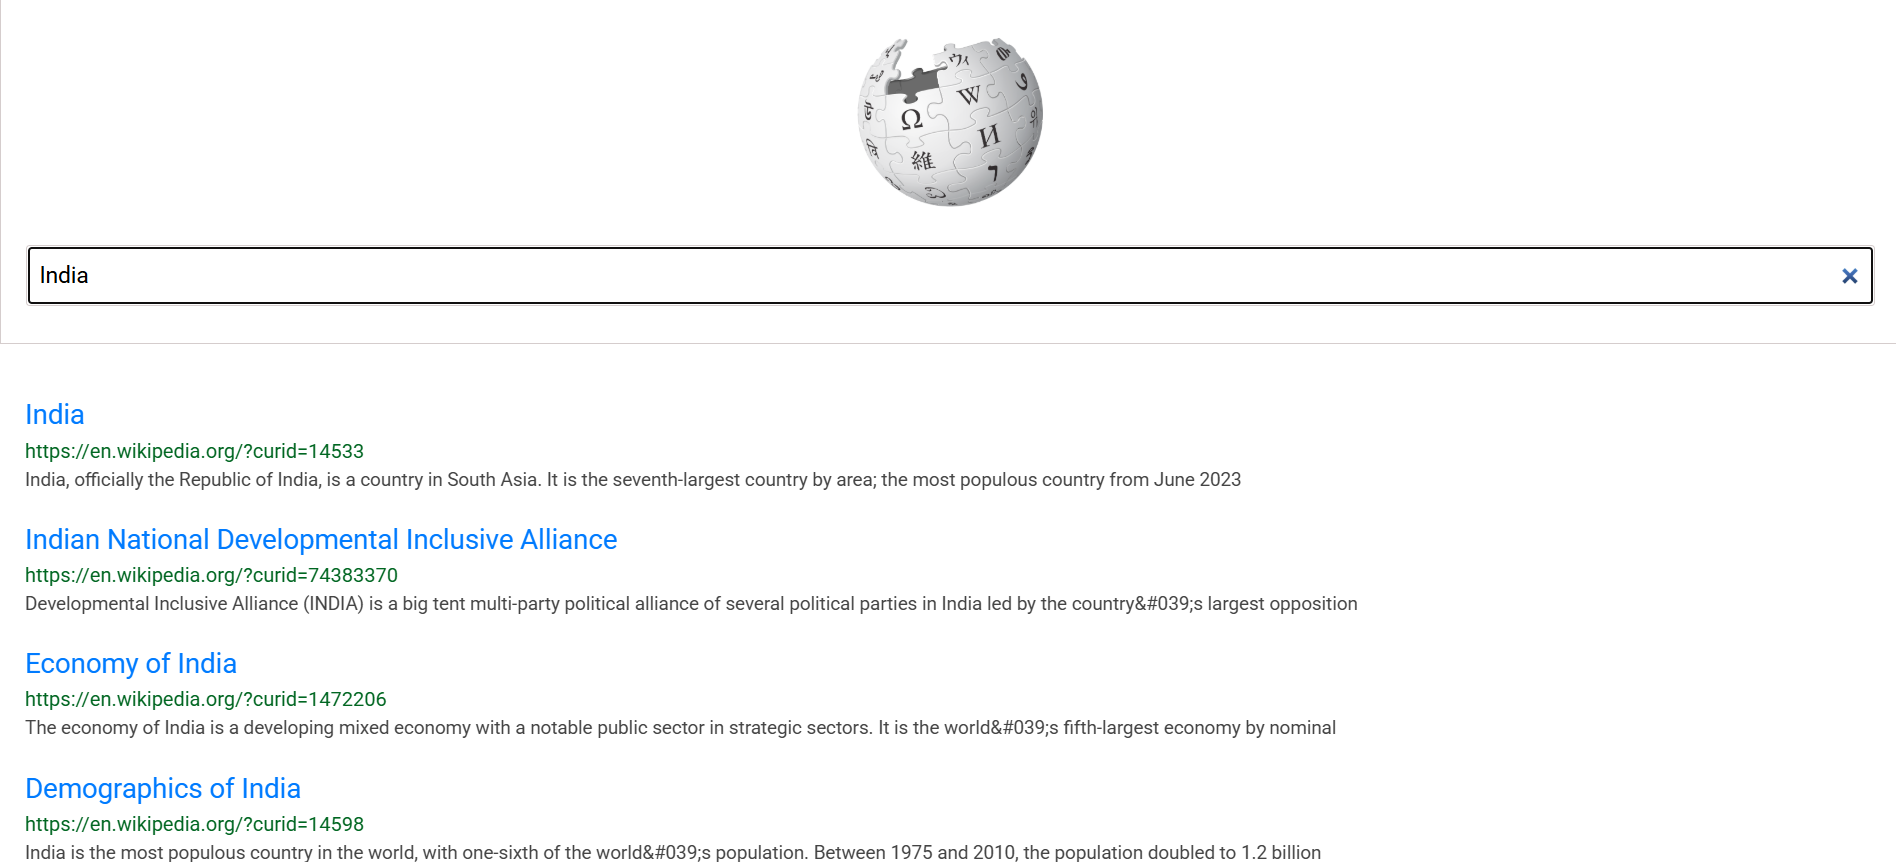 ウィ
W
Ω
И
維
India
India
https://en.wikipedia.org/?curid=14533
India, officially the Republic of India, is a country in South Asia. It is the seventh-largest country by area; the most populous country from June 2023
Indian National Developmental Inclusive Alliance
https://en.wikipedia.org/?curid=74383370
Developmental Inclusive Alliance (INDIA) is a big tent multi-party political alliance of several political parties in India led by the country&#039;s largest opposition
Economy of India
https://en.wikipedia.org/?curid=1472206
The economy of India is a developing mixed economy with a notable public sector in strategic sectors. It is the world&#039;s fifth-largest economy by nominal
Demographics of India
https://en.wikipedia.org/?curid=14598
India is the most populous country in the world, with one-sixth of the world&#039;s population. Between 1975 and 2010, the population doubled to 1.2 billion